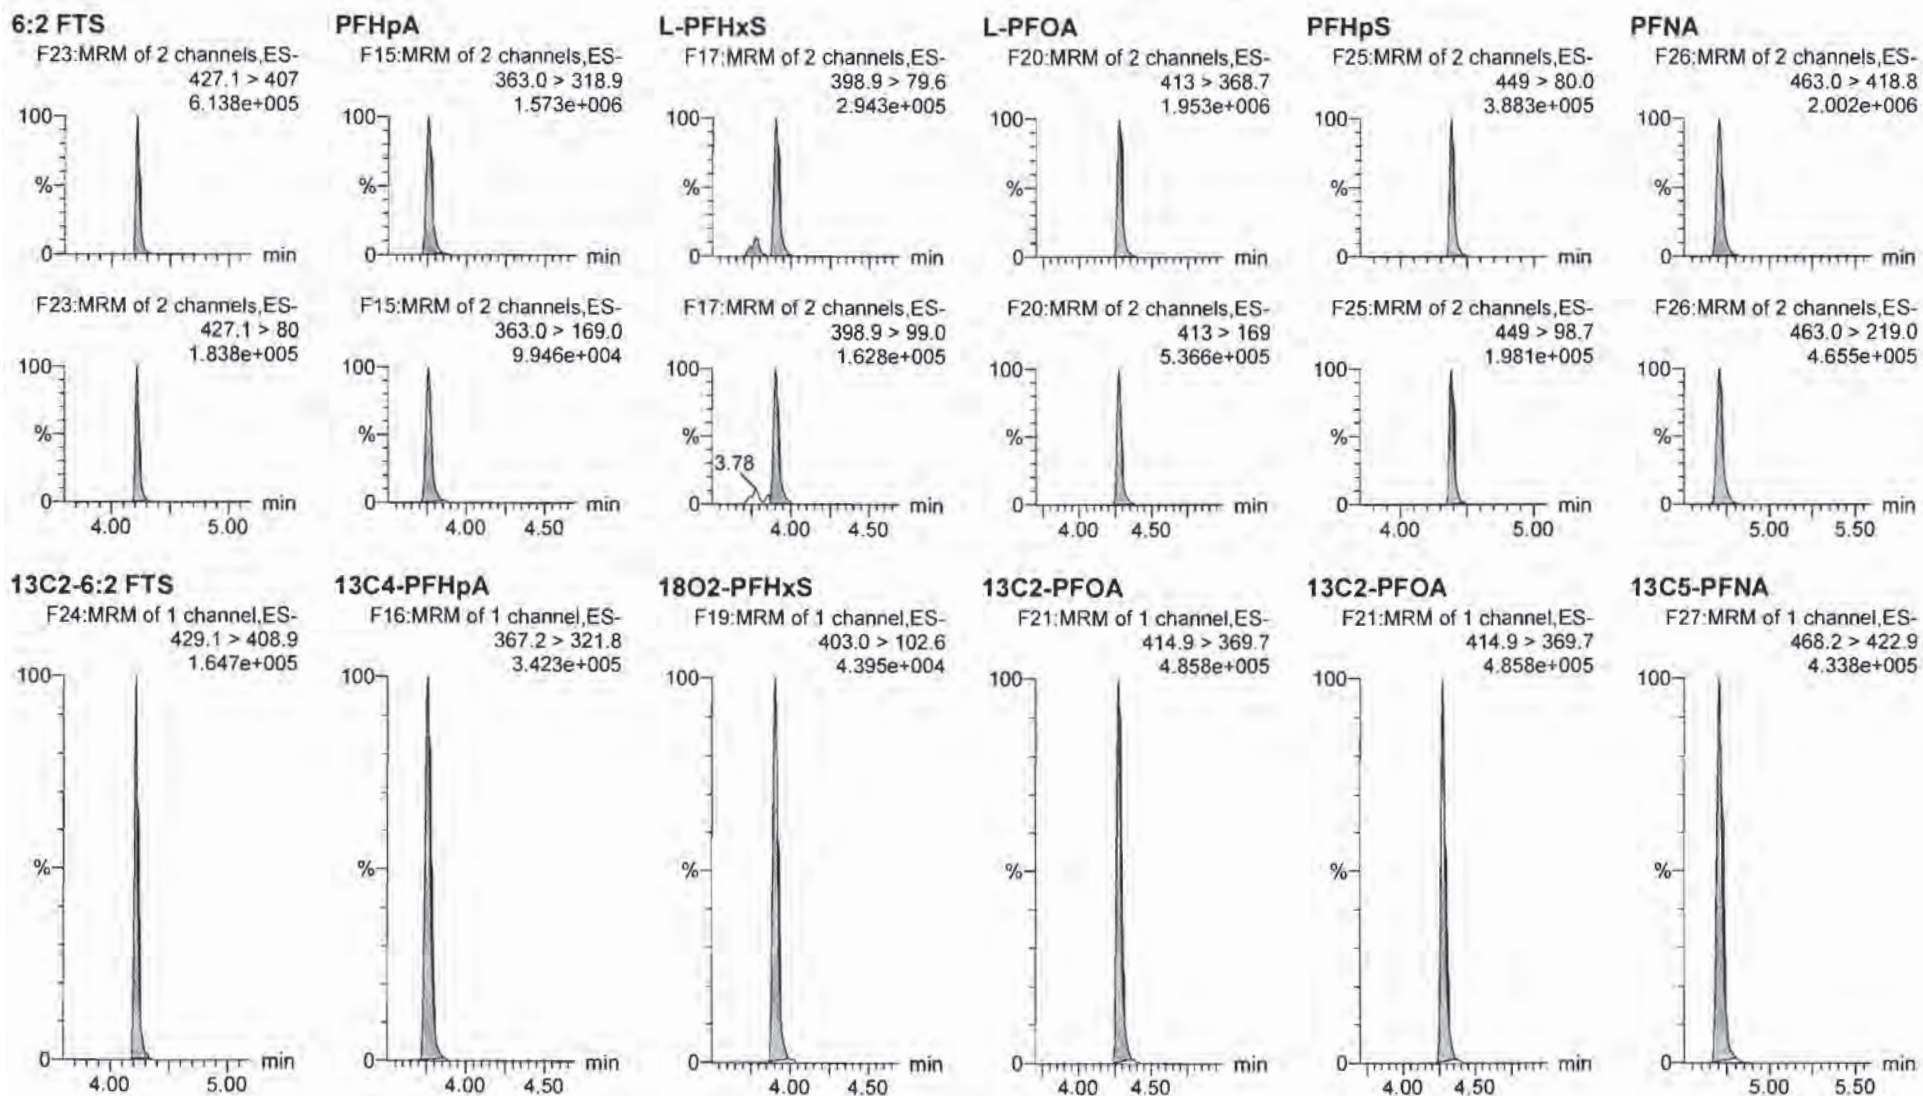 6:2 FTS
F23:MRM of 2 channels,ES-
427.1 > 407
6.138e+005
100
%
0
min
F23:MRM of 2 channels,ES-
427.1 > 80
1.838e+005
100
%
0
min
4.00 5.00
PFHpA
F15:MRM of 2 channels,ES-
363.0 > 318.9
1.573e+006
100
%
0
min
F15:MRM of 2 channels,ES-
363.0 > 169.0
9.946e+004
100
%
0
min
4.00 4.50
L-PFHxS
F17:MRM of 2 channels,ES-
398.9 > 79.6
2.943e+005
100
%
0
min
F17:MRM of 2 channels,ES-
398.9 > 99.0
1.628e+005
100
%
3.78
0
min
4.00 4.50
L-PFOA
F20:MRM of 2 channels,ES-
413 > 368.7
1.953e+006
100
%
0
min
F20:MRM of 2 channels,ES-
413 > 169
5.366e+005
100
%
0
min
4.00 4.50
PFHpS
F25:MRM of 2 channels,ES-
449 > 80.0
3.883e+005
100
%
0
min
F25:MRM of 2 channels,ES-
449 > 98.7
1.981e+005
100
%
0
min
4.00 5.00
PFNA
F26:MRM of 2 channels,ES-
463.0 > 418.8
2.002e+006
100
%
0
min
F26:MRM of 2 channels,ES-
463.0 > 219.0
4.655e+005
100
%
0
min
5.00 5.50
13C2-6:2 FTS
F24:MRM of 1 channel,ES-
429.1 > 408.9
1.647e+005
100
%
0
min
4.00 5.00
13C4-PFHpA
F16:MRM of 1 channel,ES-
367.2 > 321.8
3.423e+005
100
%
0
min
4.00 4.50
18O2-PFHxS
F19:MRM of 1 channel,ES-
403.0 > 102.6
4.395e+004
100
%
0
min
4.00 4.50
13C2-PFOA
F21:MRM of 1 channel,ES-
414.9 > 369.7
4.858e+005
100
%
0
min
4.00 4.50
13C2-PFOA
F21:MRM of 1 channel,ES-
414.9 > 369.7
4.858e+005
100
%
0
min
4.00 4.50
13C5-PFNA
F27:MRM of 1 channel,ES-
468.2 > 422.9
4.338e+005
100
%
0
min
5.00 5.50